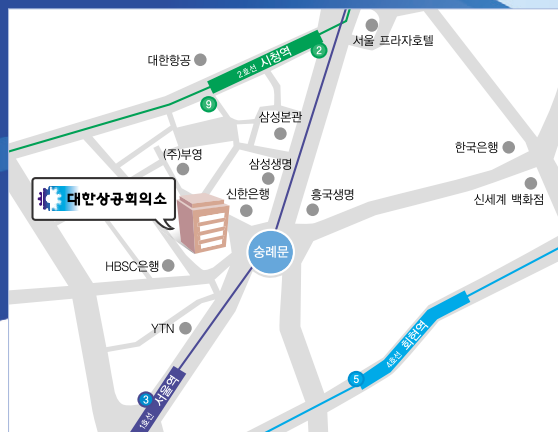 서울 프라자호텔
대한항공
2호선 시청역
2
9
삼성본관
한국은행
(주)부영
삼성생명
대한상공회의소
신한은행
흥국생명
신세계 백화점
숭례문
HBSC은행
YTN
4호선 회현역
5
3
1호선 서울역